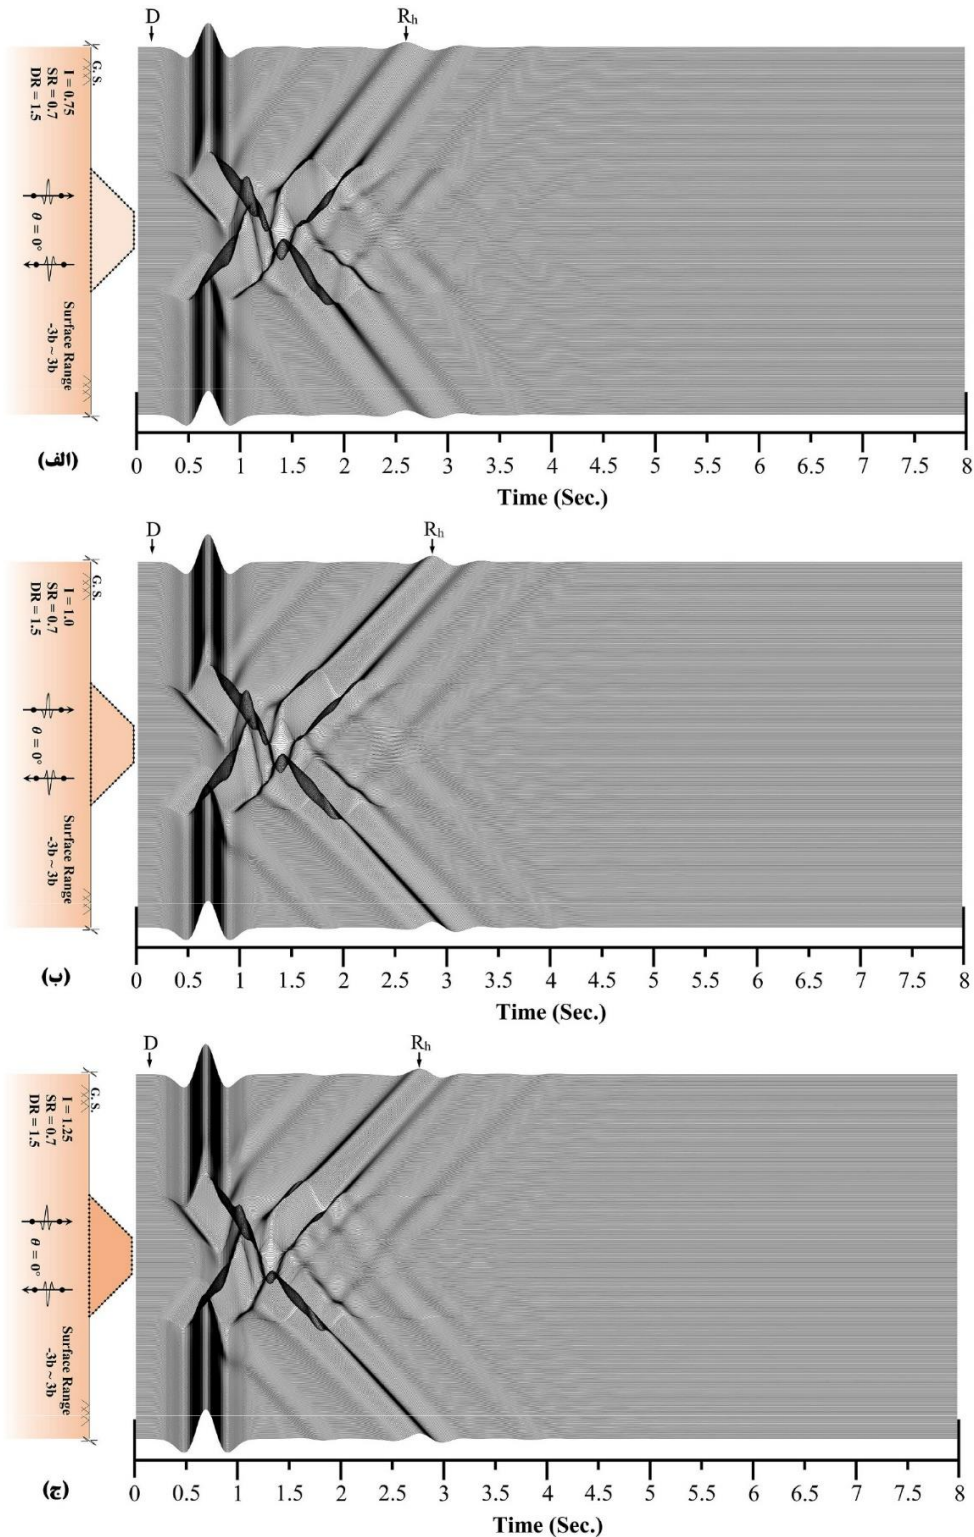 D
Rh
G.S.
I = 0.75
SR = 0.7
DR = 1.5
θ = 0°
Surface Range
-3b ~ 3b
(الف)
0 0.5 1 1.5 2 2.5 3 3.5 4 4.5 5 5.5 6 6.5 7 7.5 8
Time (Sec.)
D
Rh
G.S.
I = 1.0
SR = 0.7
DR = 1.5
θ = 0°
Surface Range
-3b ~ 3b
(ب)
0 0.5 1 1.5 2 2.5 3 3.5 4 4.5 5 5.5 6 6.5 7 7.5 8
Time (Sec.)
D
Rh
G.S.
I = 1.25
SR = 0.7
DR = 1.5
θ = 0°
Surface Range
-3b ~ 3b
(ج)
0 0.5 1 1.5 2 2.5 3 3.5 4 4.5 5 5.5 6 6.5 7 7.5 8
Time (Sec.)